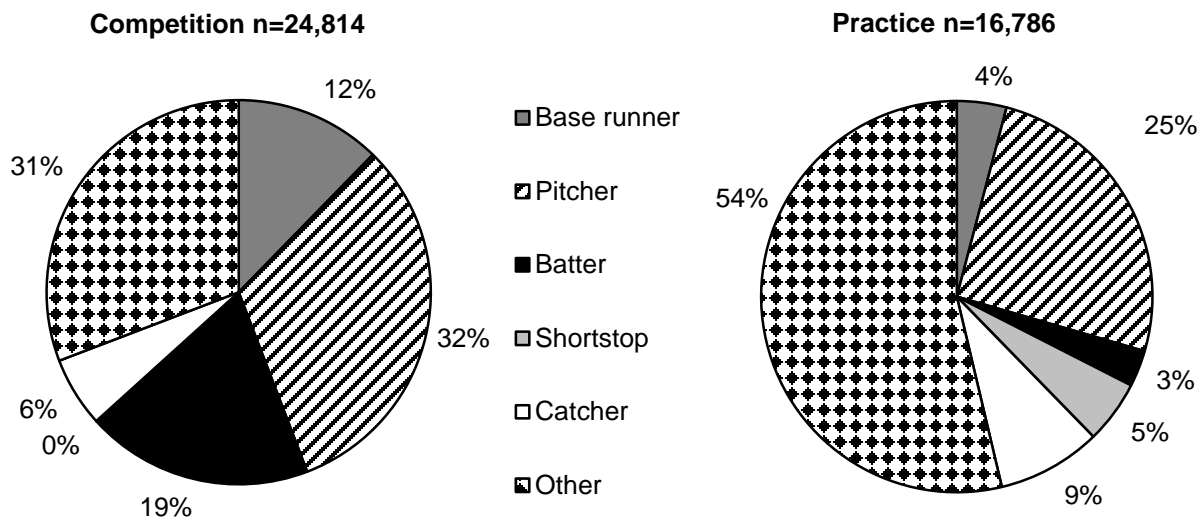 Competition n=24,814
12%
32%
19%
0%
6%
31%
Base runner
Pitcher
Batter
Shortstop
Catcher
Other
Practice n=16,786
4%
25%
3%
5%
9%
54%